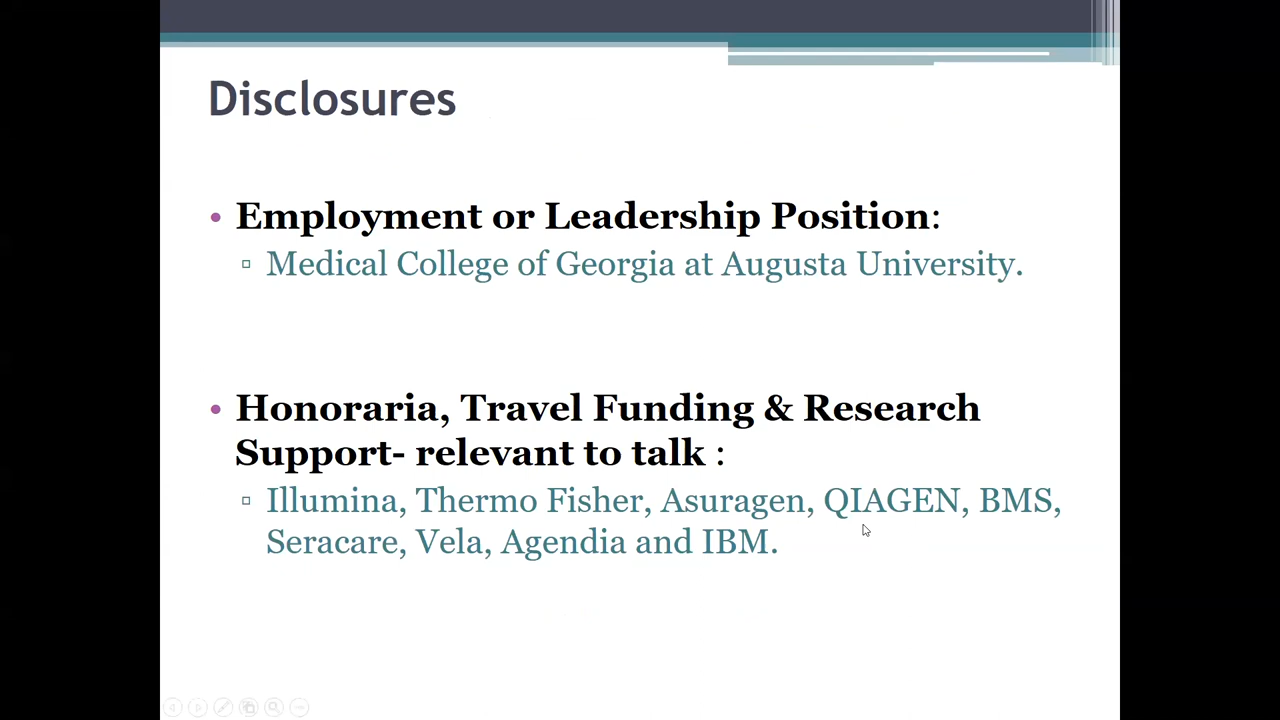 Disclosures
• Employment or Leadership Position:
▫ Medical College of Georgia at Augusta University.
• Honoraria, Travel Funding & Research
Support- relevant to talk :
▫ Illumina, Thermo Fisher, Asuragen, QIAGEN, BMS,
Seracare, Vela, Agendia and IBM.